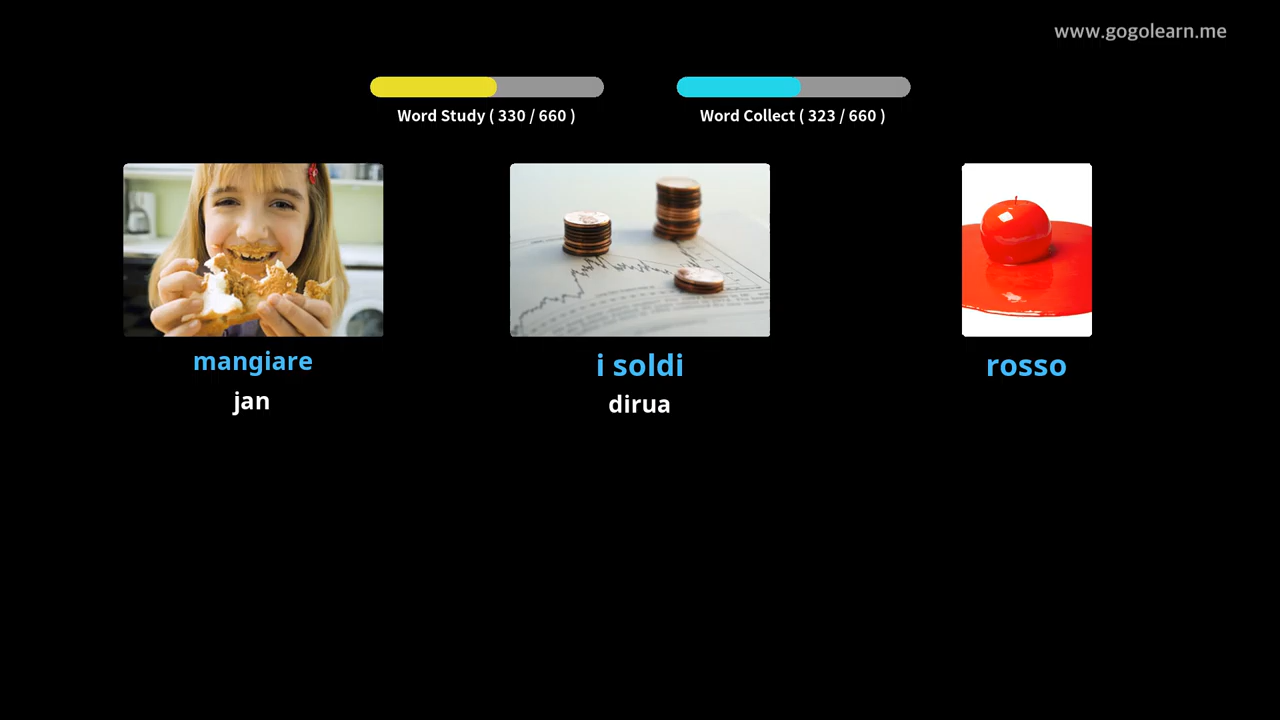 www.gogolearn.me
Word Study ( 330 / 660 )
Word Collect ( 323 / 660 )
mangiare
jan
i soldi
dirua
rosso